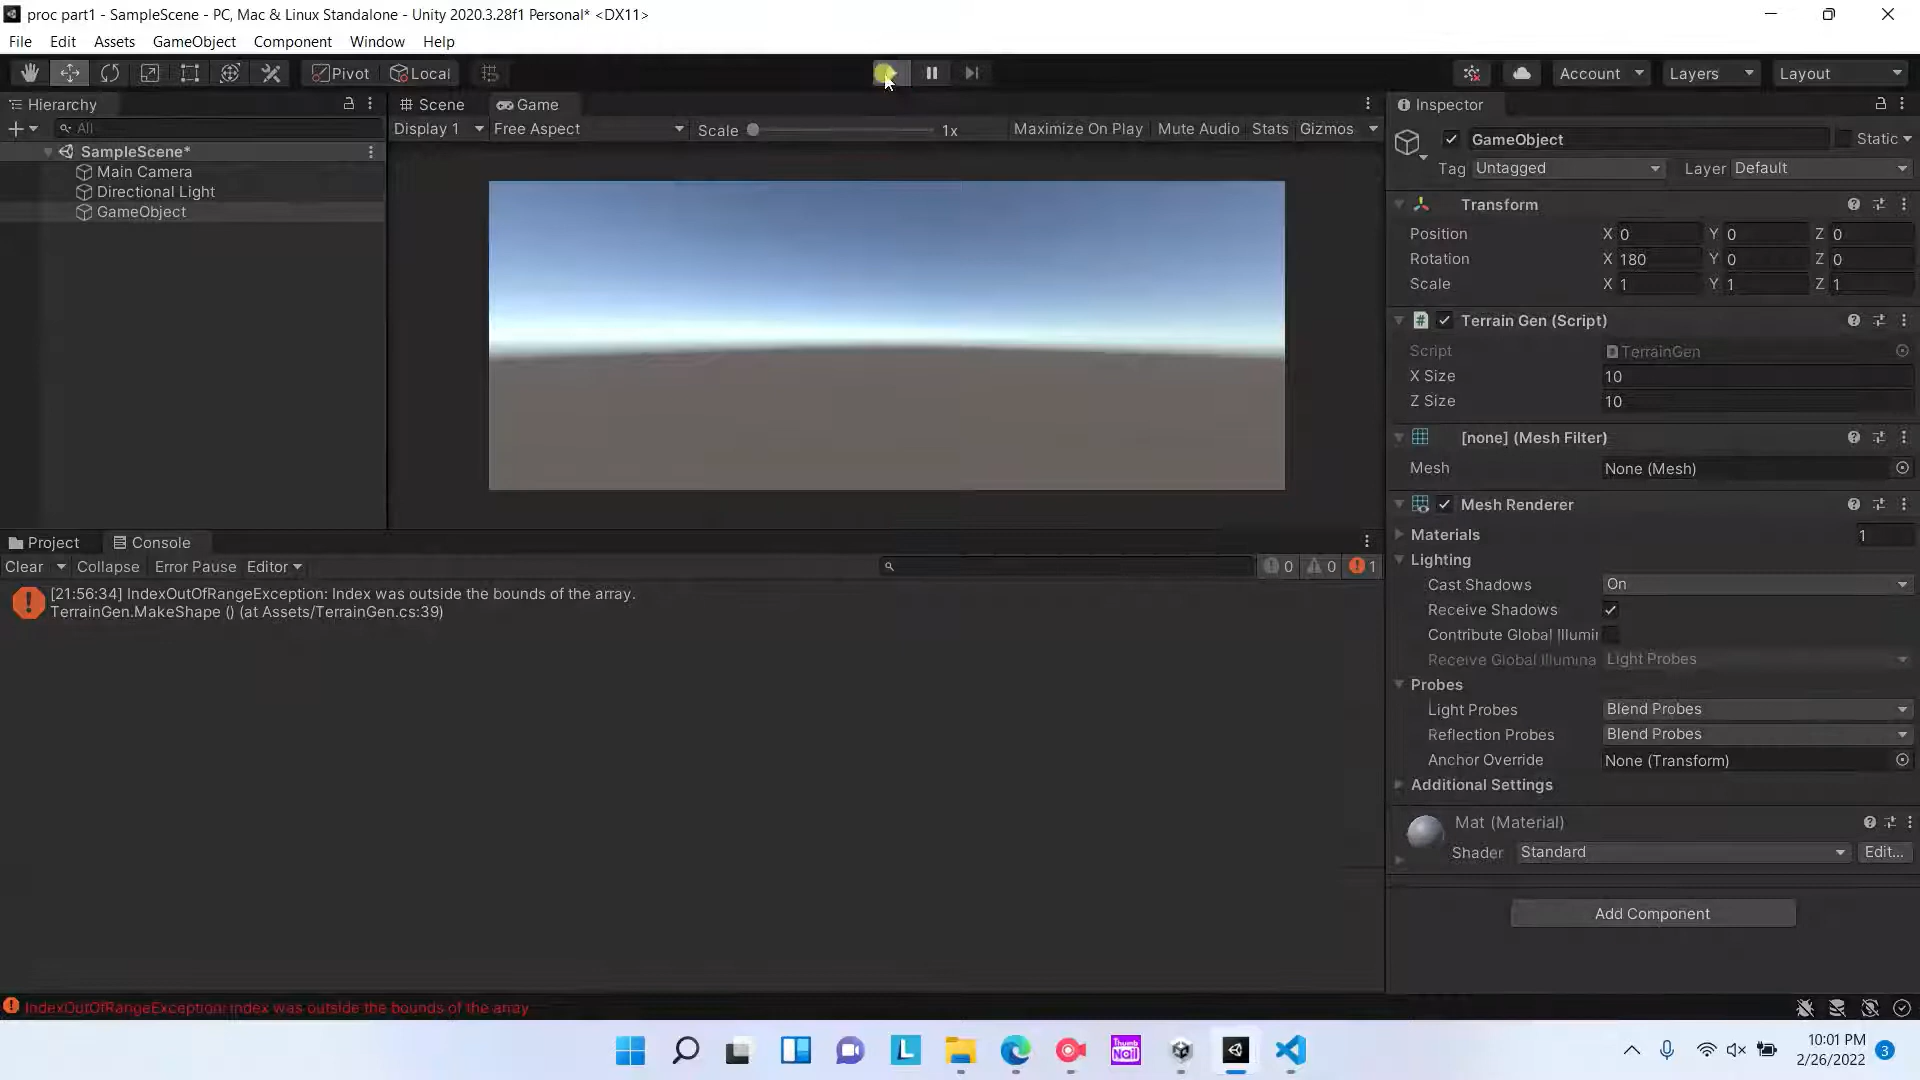 proc part1 - SampleScene - PC, Mac & Linux Standalone - Unity 2020.3.28f1 Personal* <DX11>
File Edit Assets GameObject Component Window Help
Pivot Local Account Layers Layout
Hierarchy
All
SampleScene*
Main Camera
Directional Light
GameObject
Scene Game
Display 1 Free Aspect Scale 1x Maximize On Play Mute Audio Stats Gizmos
Project Console
Clear Collapse Error Pause Editor 0 0 1
[21:56:34] IndexOutOfRangeException: Index was outside the bounds of the array.
TerrainGen.MakeShape () (at Assets/TerrainGen.cs:39)
Inspector
GameObject Static
Tag Untagged Layer Default
Transform
Position X 0 Y 0 Z 0
Rotation X 180 Y 0 Z 0
Scale X 1 Y 1 Z 1
# Terrain Gen (Script)
Script TerrainGen
X Size 10
Z Size 10
[none] (Mesh Filter)
Mesh None (Mesh)
Mesh Renderer
Materials 1
Lighting
Cast Shadows On
Receive Shadows
Contribute Global Illumi
Receive Global Illumina Light Probes
Probes
Light Probes Blend Probes
Reflection Probes Blend Probes
Anchor Override None (Transform)
Additional Settings
Mat (Material)
Shader Standard Edit...
Add Component
IndexOutOfRangeException: Index was outside the bounds of the array.
L Thumb Nail
10:01 PM
2/26/2022 3